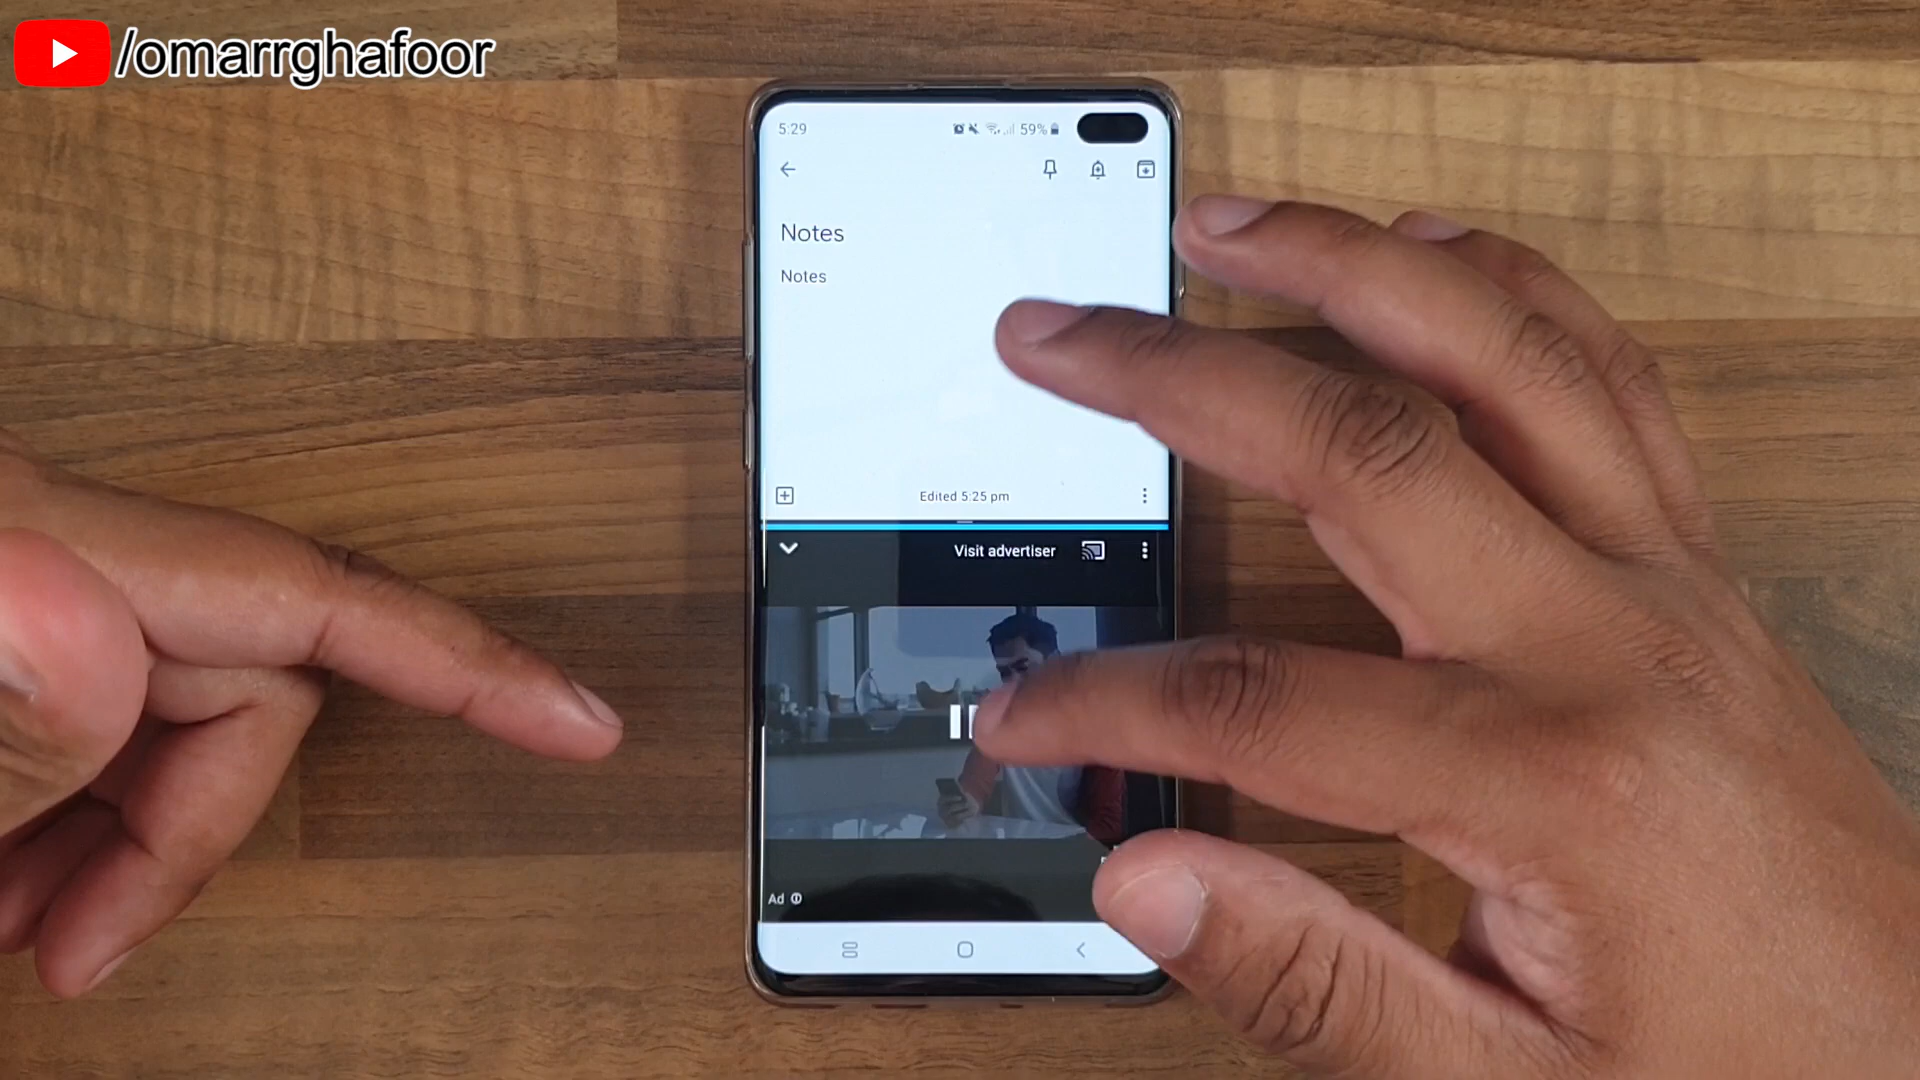 /omarrghafoor
5:29
59%
Notes
Notes
Edited 5:25 pm
Visit advertiser
Ad